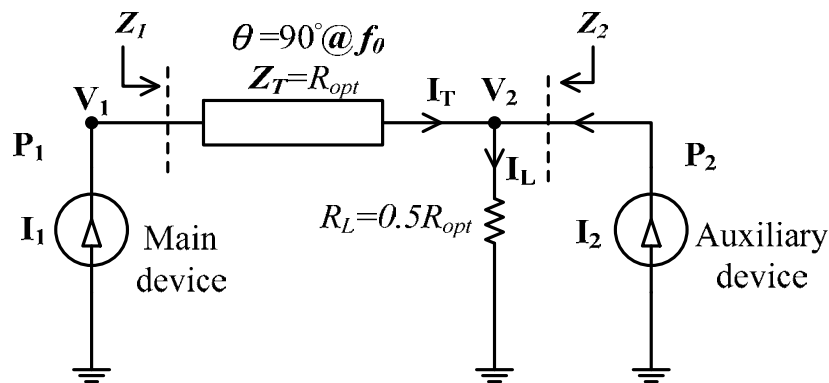 Z1
Z2
θ=90°@f0
ZT=Ropt
V1
IT
V2
P1
IL
P2
I1
Main
device
RL=0.5Ropt
I2
Auxiliary
device